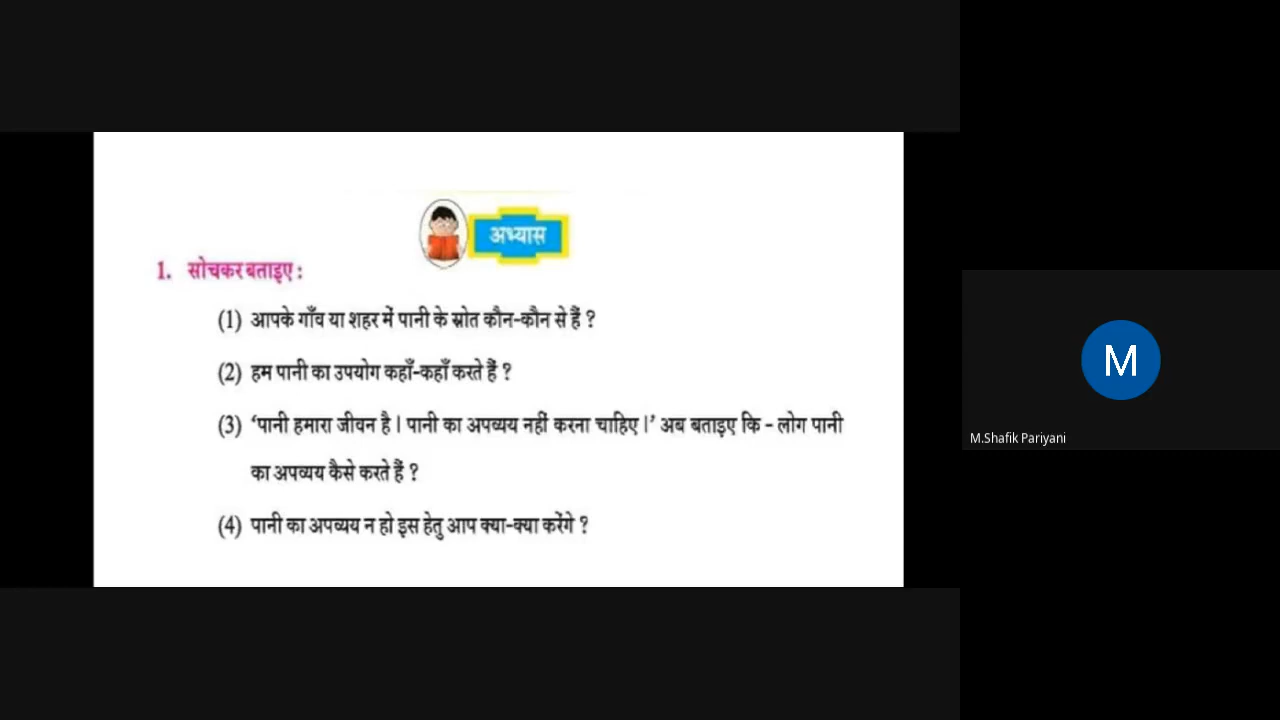 अभ्यास
1. सोचकर बताइए :
(1) आपके गाँव या शहर में पानी के स्रोत कौन-कौन से हैं ?
(2) हम पानी का उपयोग कहाँ-कहाँ करते हैं ?
(3) ‘पानी हमारा जीवन है । पानी का अपव्यय नहीं करना चाहिए ।’ अब बताइए कि - लोग पानी
का अपव्यय कैसे करते हैं ?
(4) पानी का अपव्यय न हो इस हेतु आप क्या-क्या करेंगे ?
M
M.Shafik Pariyani